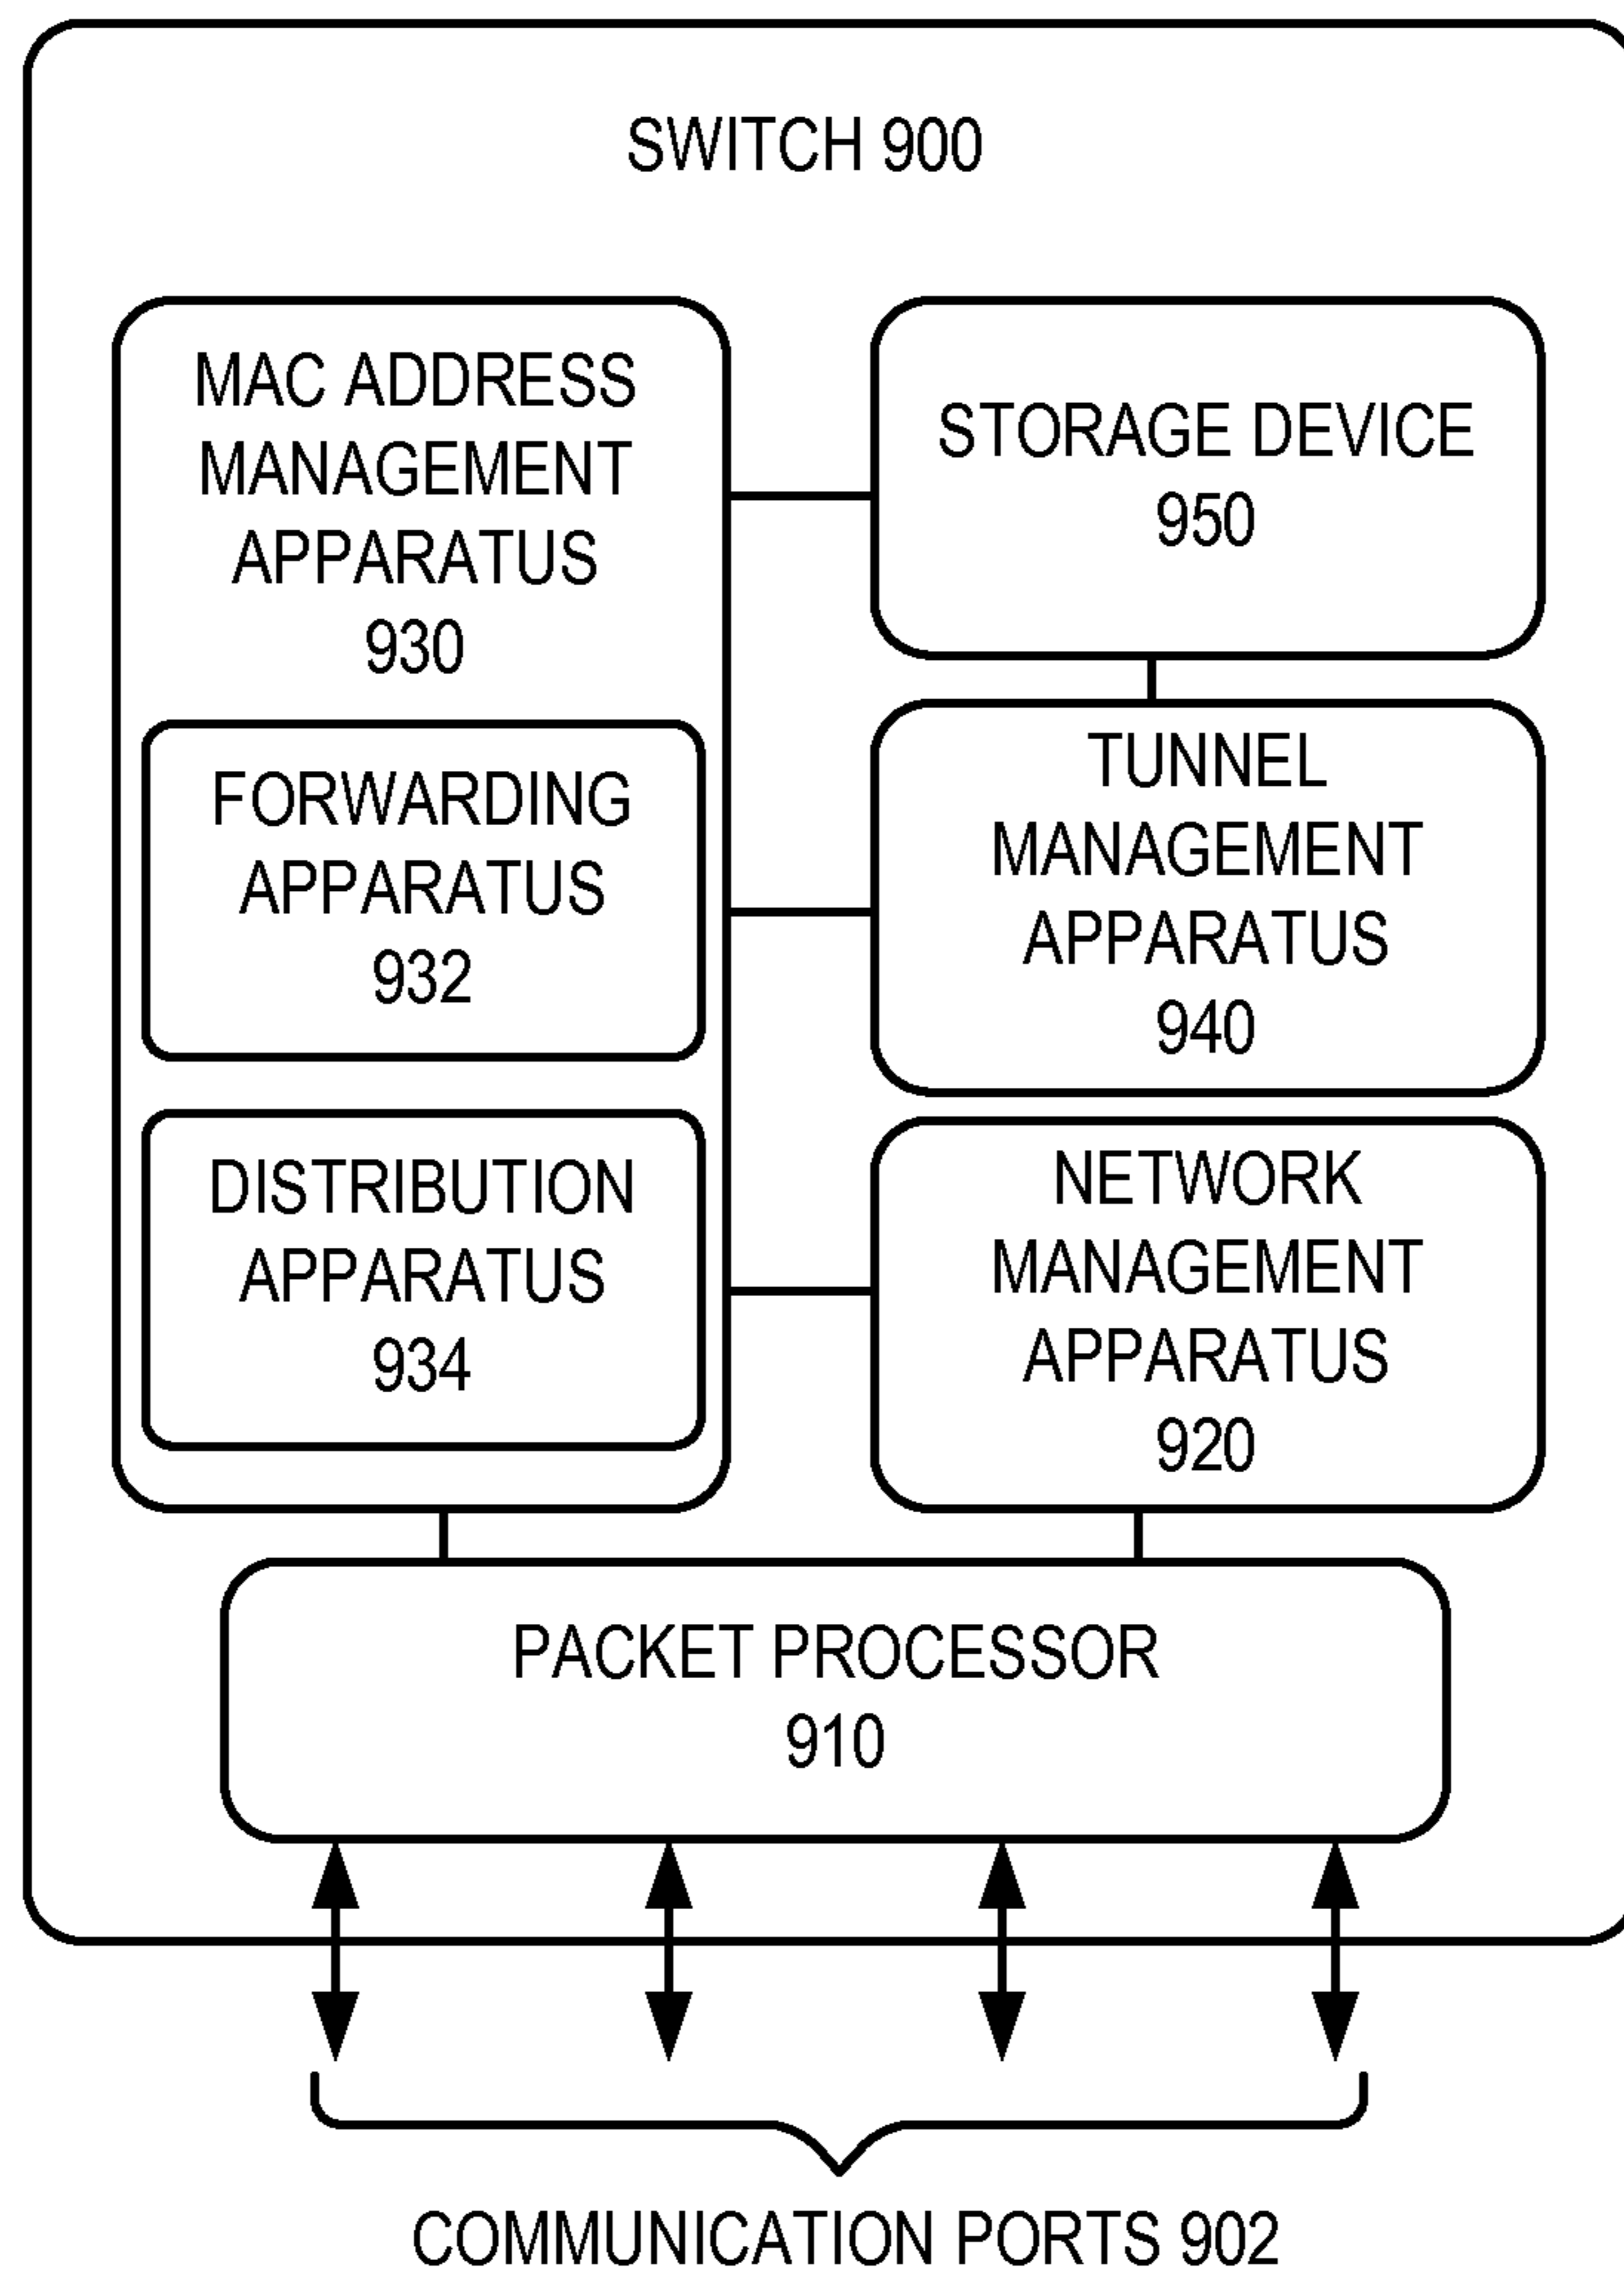 SWITCH 900
MAC ADDRESS
MANAGEMENT
APPARATUS
930
FORWARDING
APPARATUS
932
DISTRIBUTION
APPARATUS
934
STORAGE DEVICE
950
TUNNEL
MANAGEMENT
APPARATUS
940
NETWORK
MANAGEMENT
APPARATUS
920
PACKET PROCESSOR
910
COMMUNICATION PORTS 902